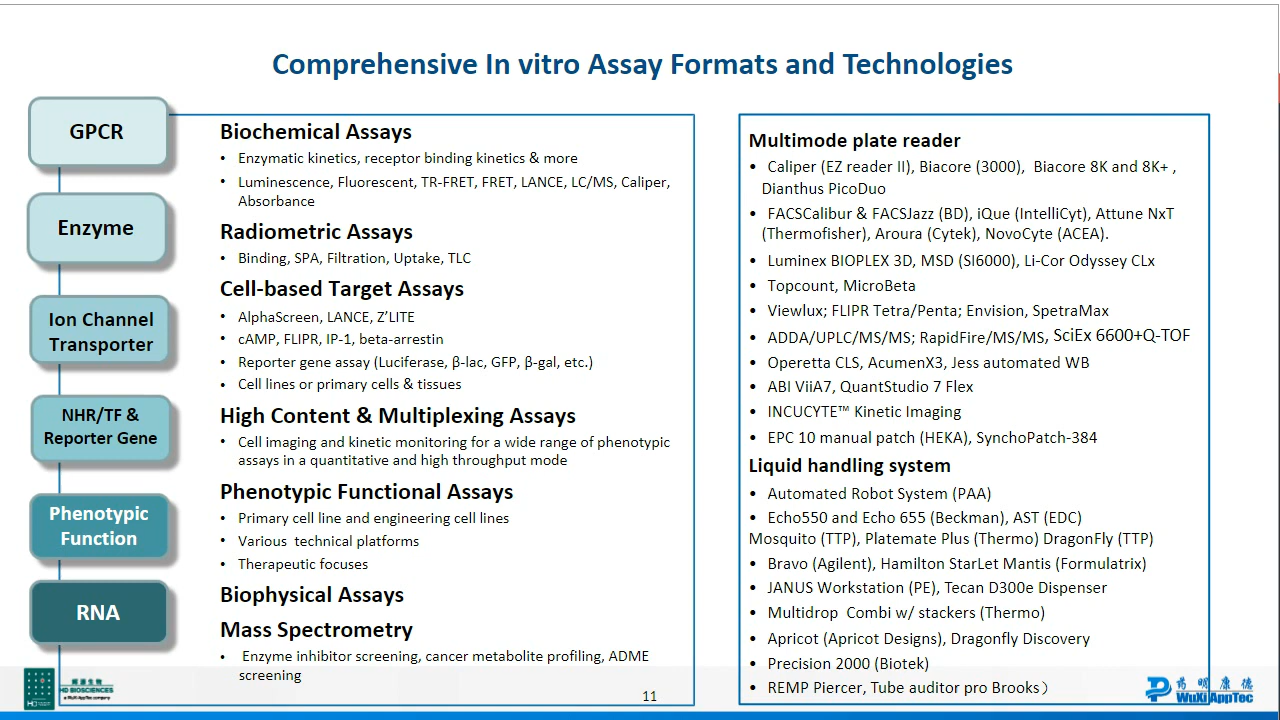 Comprehensive In vitro Assay Formats and Technologies
GPCR
Enzyme
Ion Channel
Transporter
NHR/TF &
Reporter Gene
Phenotypic
Function
RNA
Biochemical Assays
• Enzymatic kinetics, receptor binding kinetics & more
• Luminescence, Fluorescent, TR-FRET, FRET, LANCE, LC/MS, Caliper,
Absorbance
Radiometric Assays
• Binding, SPA, Filtration, Uptake, TLC
Cell-based Target Assays
• AlphaScreen, LANCE, Z’LITE
• cAMP, FLIPR, IP-1, beta-arrestin
• Reporter gene assay (Luciferase, β-lac, GFP, β-gal, etc.)
• Cell lines or primary cells & tissues
High Content & Multiplexing Assays
• Cell imaging and kinetic monitoring for a wide range of phenotypic
assays in a quantitative and high throughput mode
Phenotypic Functional Assays
• Primary cell line and engineering cell lines
• Various technical platforms
• Therapeutic focuses
Biophysical Assays
Mass Spectrometry
• Enzyme inhibitor screening, cancer metabolite profiling, ADME
screening
Multimode plate reader
• Caliper (EZ reader II), Biacore (3000), Biacore 8K and 8K+ ,
Dianthus PicoDuo
• FACSCalibur & FACSJazz (BD), iQue (IntelliCyt), Attune NxT
(Thermofisher), Aroura (Cytek), NovoCyte (ACEA).
• Luminex BIOPLEX 3D, MSD (SI6000), Li-Cor Odyssey CLx
• Topcount, MicroBeta
• Viewlux; FLIPR Tetra/Penta; Envision, SpetraMax
• ADDA/UPLC/MS/MS; RapidFire/MS/MS, SciEx 6600+Q-TOF
• Operetta CLS, AcumenX3, Jess automated WB
• ABI ViiA7, QuantStudio 7 Flex
• INCUCYTE™ Kinetic Imaging
• EPC 10 manual patch (HEKA), SynchoPatch-384
Liquid handling system
• Automated Robot System (PAA)
• Echo550 and Echo 655 (Beckman), AST (EDC)
Mosquito (TTP), Platemate Plus (Thermo) DragonFly (TTP)
• Bravo (Agilent), Hamilton StarLet Mantis (Formulatrix)
• JANUS Workstation (PE), Tecan D300e Dispenser
• Multidrop Combi w/ stackers (Thermo)
• Apricot (Apricot Designs), Dragonfly Discovery
• Precision 2000 (Biotek)
• REMP Piercer, Tube auditor pro Brooks）
HD BIOSCIENCES
a WuXi AppTec company
11
药明康德
WuXi AppTec